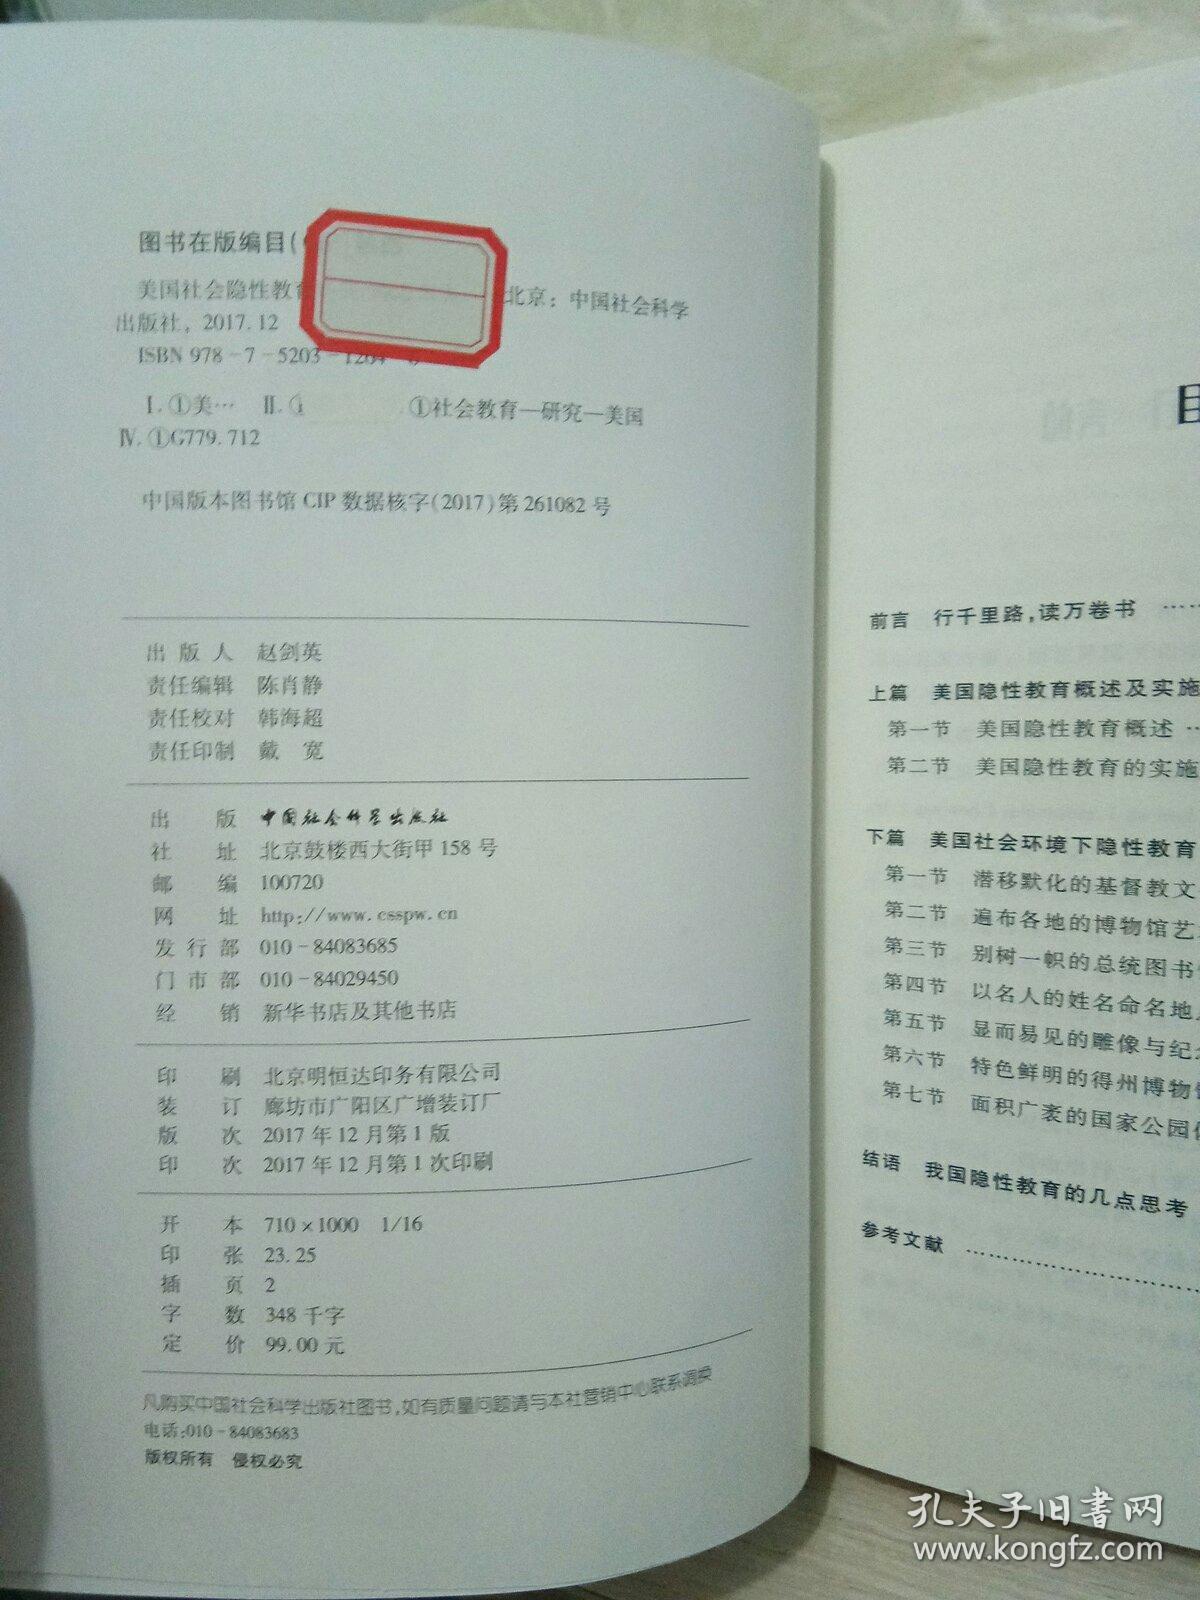 图书在版编目(
美国社会隐性教育 北京：中国社会科学
出版社，2017.12
ISBN 978-7-5203-1264
Ⅰ.①美… Ⅱ.① ①社会教育—研究—美国
Ⅳ.①G779.712
中国版本图书馆CIP数据核字(2017)第261082号
出版人 赵剑英
责任编辑 陈肖静
责任校对 韩海超
责任印制 戴 宽
出 版 中国社会科学出版社
社 址 北京鼓楼西大街甲158号
邮 编 100720
网 址 http://www.csspw.cn
发行部 010-84083685
门市部 010-84029450
经 销 新华书店及其他书店
印 刷 北京明恒达印务有限公司
装 订 廊坊市广阳区广增装订厂
版 次 2017年12月第1版
印 次 2017年12月第1次印刷
开 本 710×1000 1/16
印 张 23.25
插 页 2
字 数 348千字
定 价 99.00元
凡购买中国社会科学出版社图书，如有质量问题请与本社营销中心联系调换
电话：010-84083683
版权所有 侵权必究
目
前言 行千里路，读万卷书 ……
上篇 美国隐性教育概述及实施
第一节 美国隐性教育概述 …
第二节 美国隐性教育的实施
下篇 美国社会环境下隐性教育
第一节 潜移默化的基督教文
第二节 遍布各地的博物馆艺
第三节 别树一帜的总统图书
第四节 以名人的姓名命名地
第五节 显而易见的雕像与纪
第六节 特色鲜明的得州博物馆
第七节 面积广袤的国家公园
结语 我国隐性教育的几点思考
参考文献 ……………………
孔夫子旧书网
www.kongfz.com